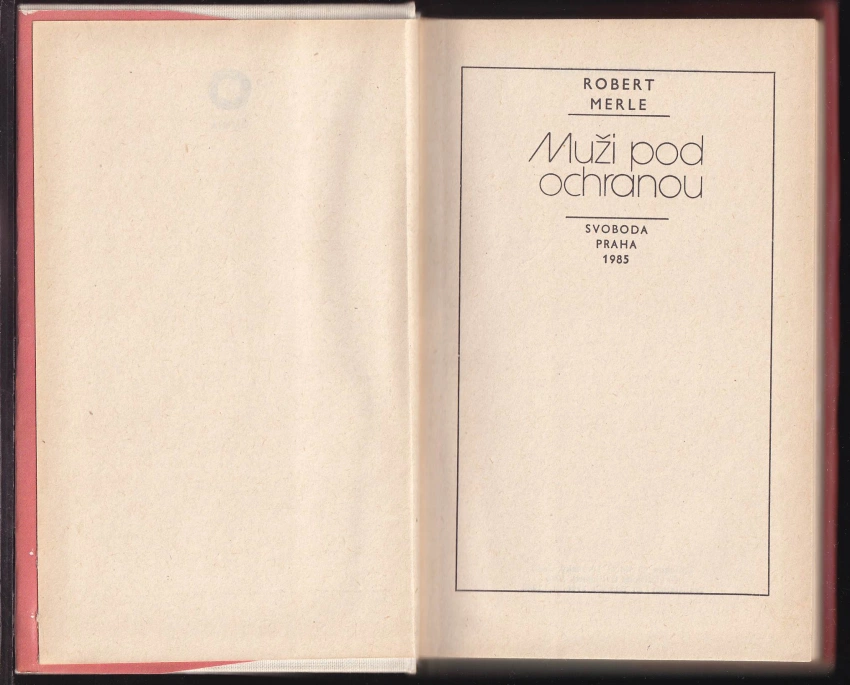 ROBERT
MERLE
Muži pod
ochranou
SVOBODA
PRAHA
1985